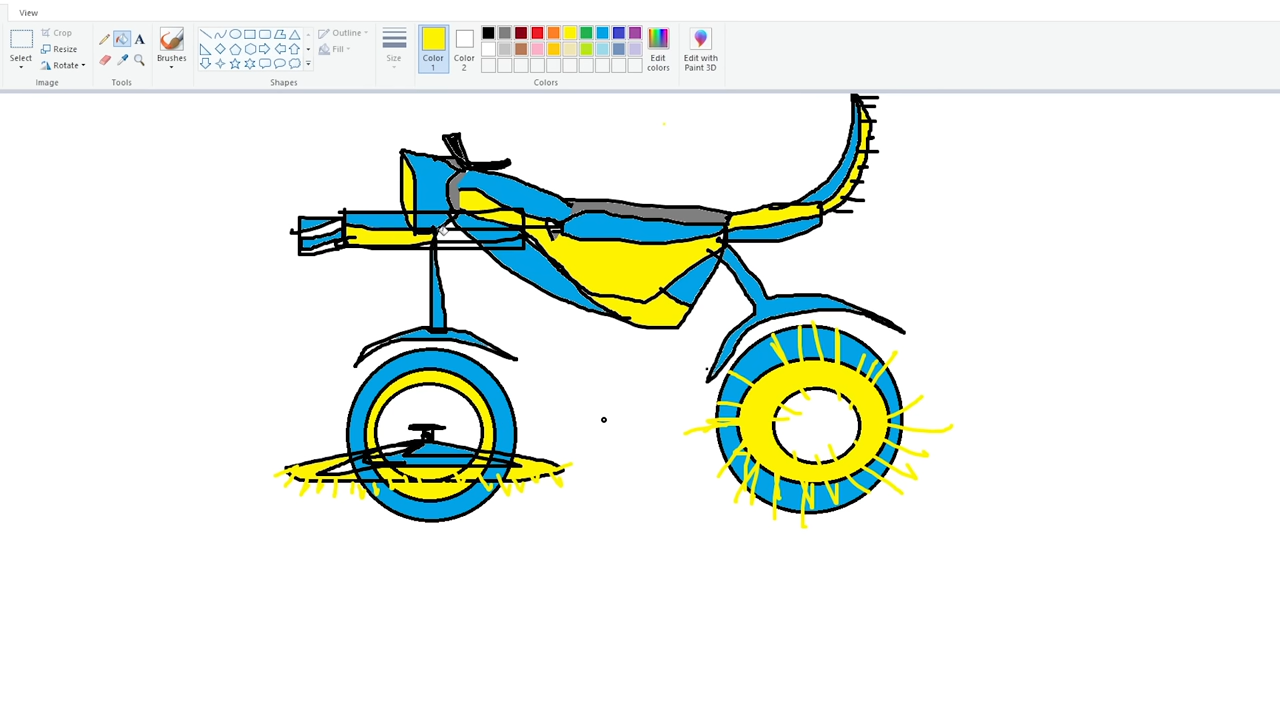 View
Crop
Resize
Rotate
Select
Image
A
Tools
Brushes
Outline
Fill
Shapes
Size
Color 1
Color 2
Edit colors
Colors
Edit with Paint 3D